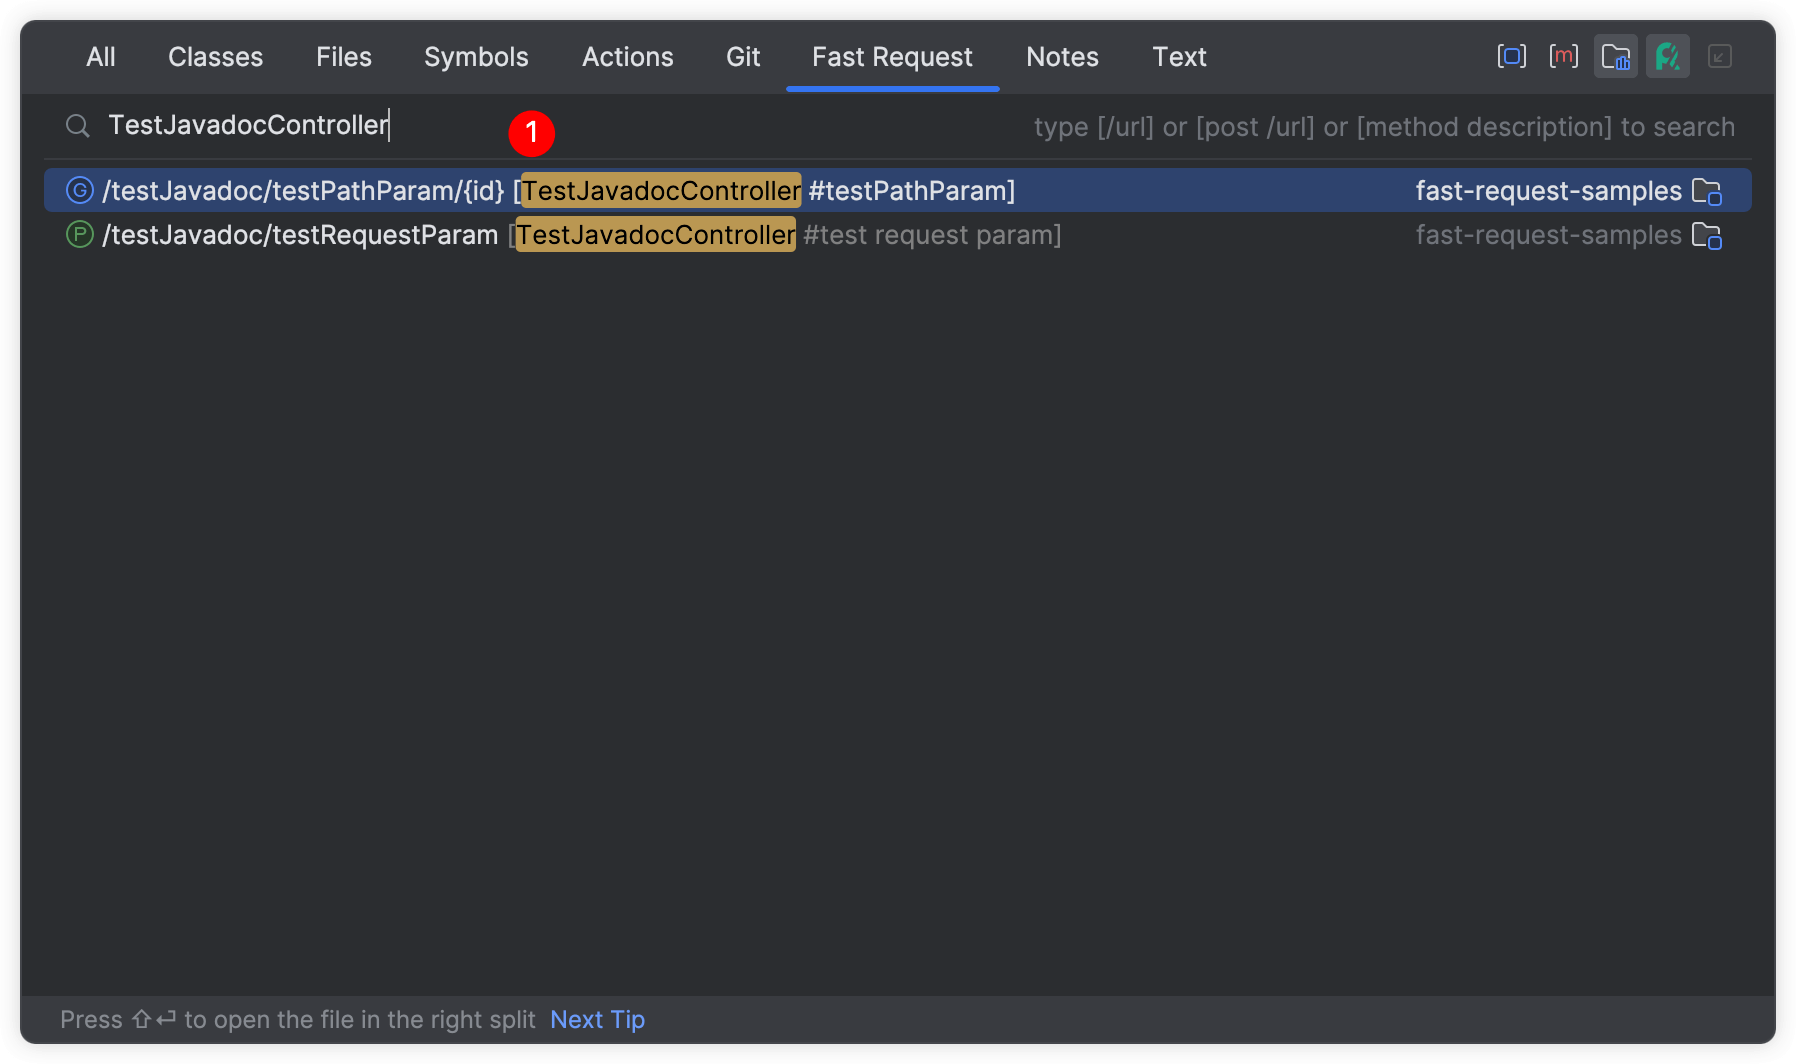 All Classes Files Symbols Actions Git Fast Request Notes Text [m]
TestJavadocController 1 type [/url] or [post /url] or [method description] to search
G /testJavadoc/testPathParam/{id} [TestJavadocController #testPathParam] fast-request-samples
P /testJavadoc/testRequestParam [TestJavadocController #test request param] fast-request-samples
Press ⇧↵ to open the file in the right split Next Tip